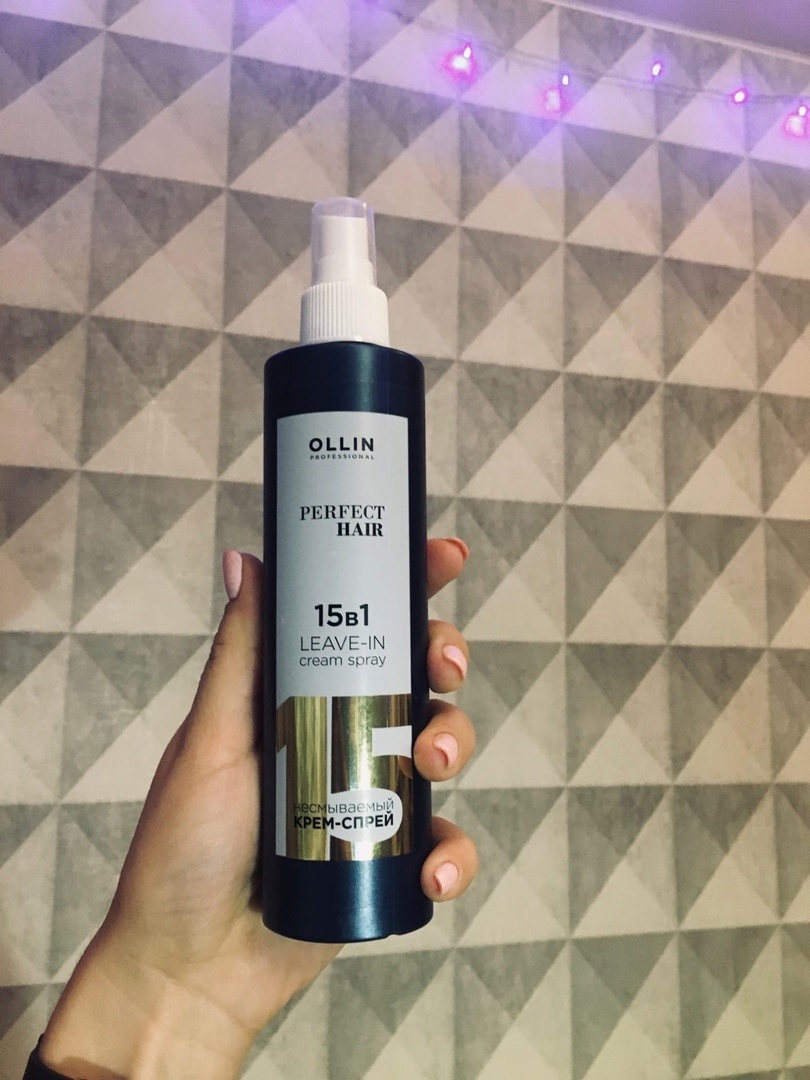 OLLIN
PROFESSIONAL
PERFECT
HAIR
15в1
LEAVE-IN
cream spray
15
несмываемый
КРЕМ-СПРЕЙ